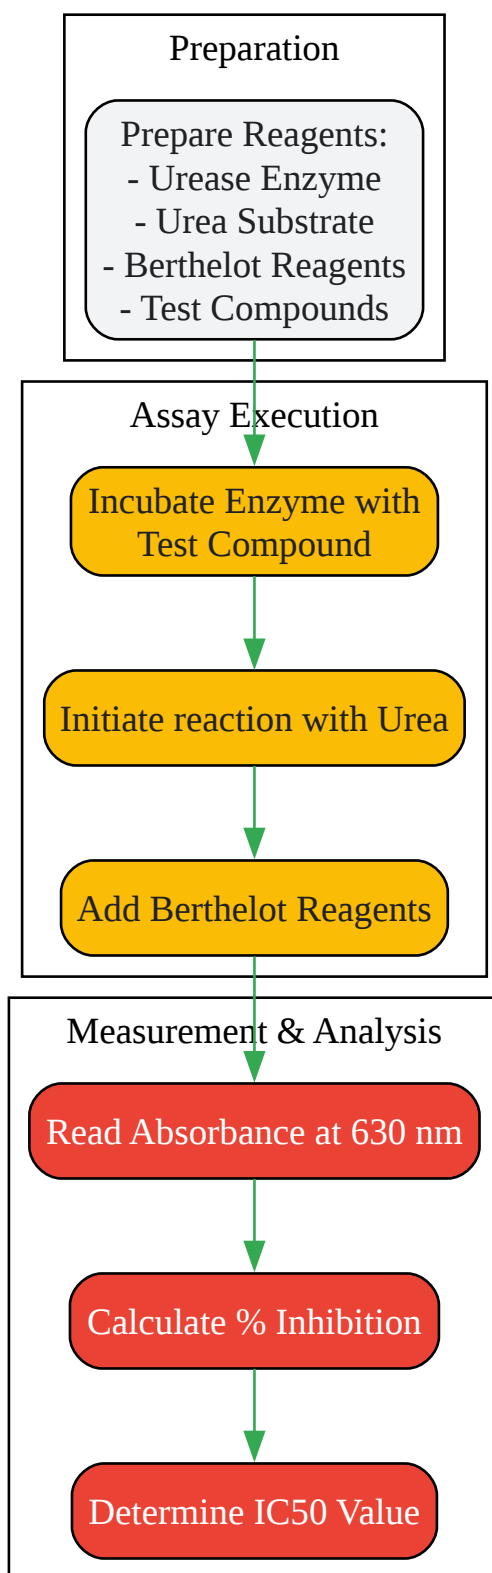 Preparation
Prepare Reagents:
- Urease Enzyme
- Urea Substrate
- Berthelot Reagents
- Test Compounds
Assay Execution
Incubate Enzyme with
Test Compound
Initiate reaction with Urea
Add Berthelot Reagents
Measurement & Analysis
Read Absorbance at 630 nm
Calculate % Inhibition
Determine IC50 Value